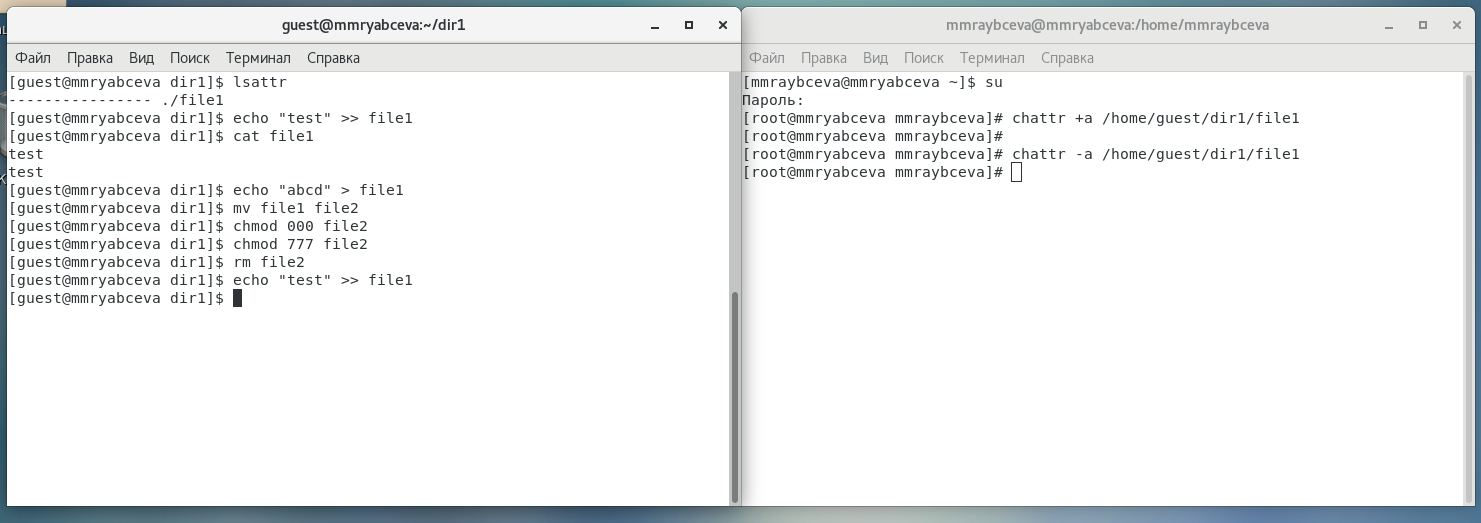 guest@mmryabceva:~/dir1
Файл Правка Вид Поиск Терминал Справка
[guest@mmryabceva dir1]$ lsattr
---------------- ./file1
[guest@mmryabceva dir1]$ echo "test" >> file1
[guest@mmryabceva dir1]$ cat file1
test
test
[guest@mmryabceva dir1]$ echo "abcd" > file1
[guest@mmryabceva dir1]$ mv file1 file2
[guest@mmryabceva dir1]$ chmod 000 file2
[guest@mmryabceva dir1]$ chmod 777 file2
[guest@mmryabceva dir1]$ rm file2
[guest@mmryabceva dir1]$ echo "test" >> file1
[guest@mmryabceva dir1]$
mmraybceva@mmryabceva:/home/mmraybceva
Файл Правка Вид Поиск Терминал Справка
[mmraybceva@mmryabceva ~]$ su
Пароль:
[root@mmryabceva mmraybceva]# chattr +a /home/guest/dir1/file1
[root@mmryabceva mmraybceva]#
[root@mmryabceva mmraybceva]# chattr -a /home/guest/dir1/file1
[root@mmryabceva mmraybceva]#